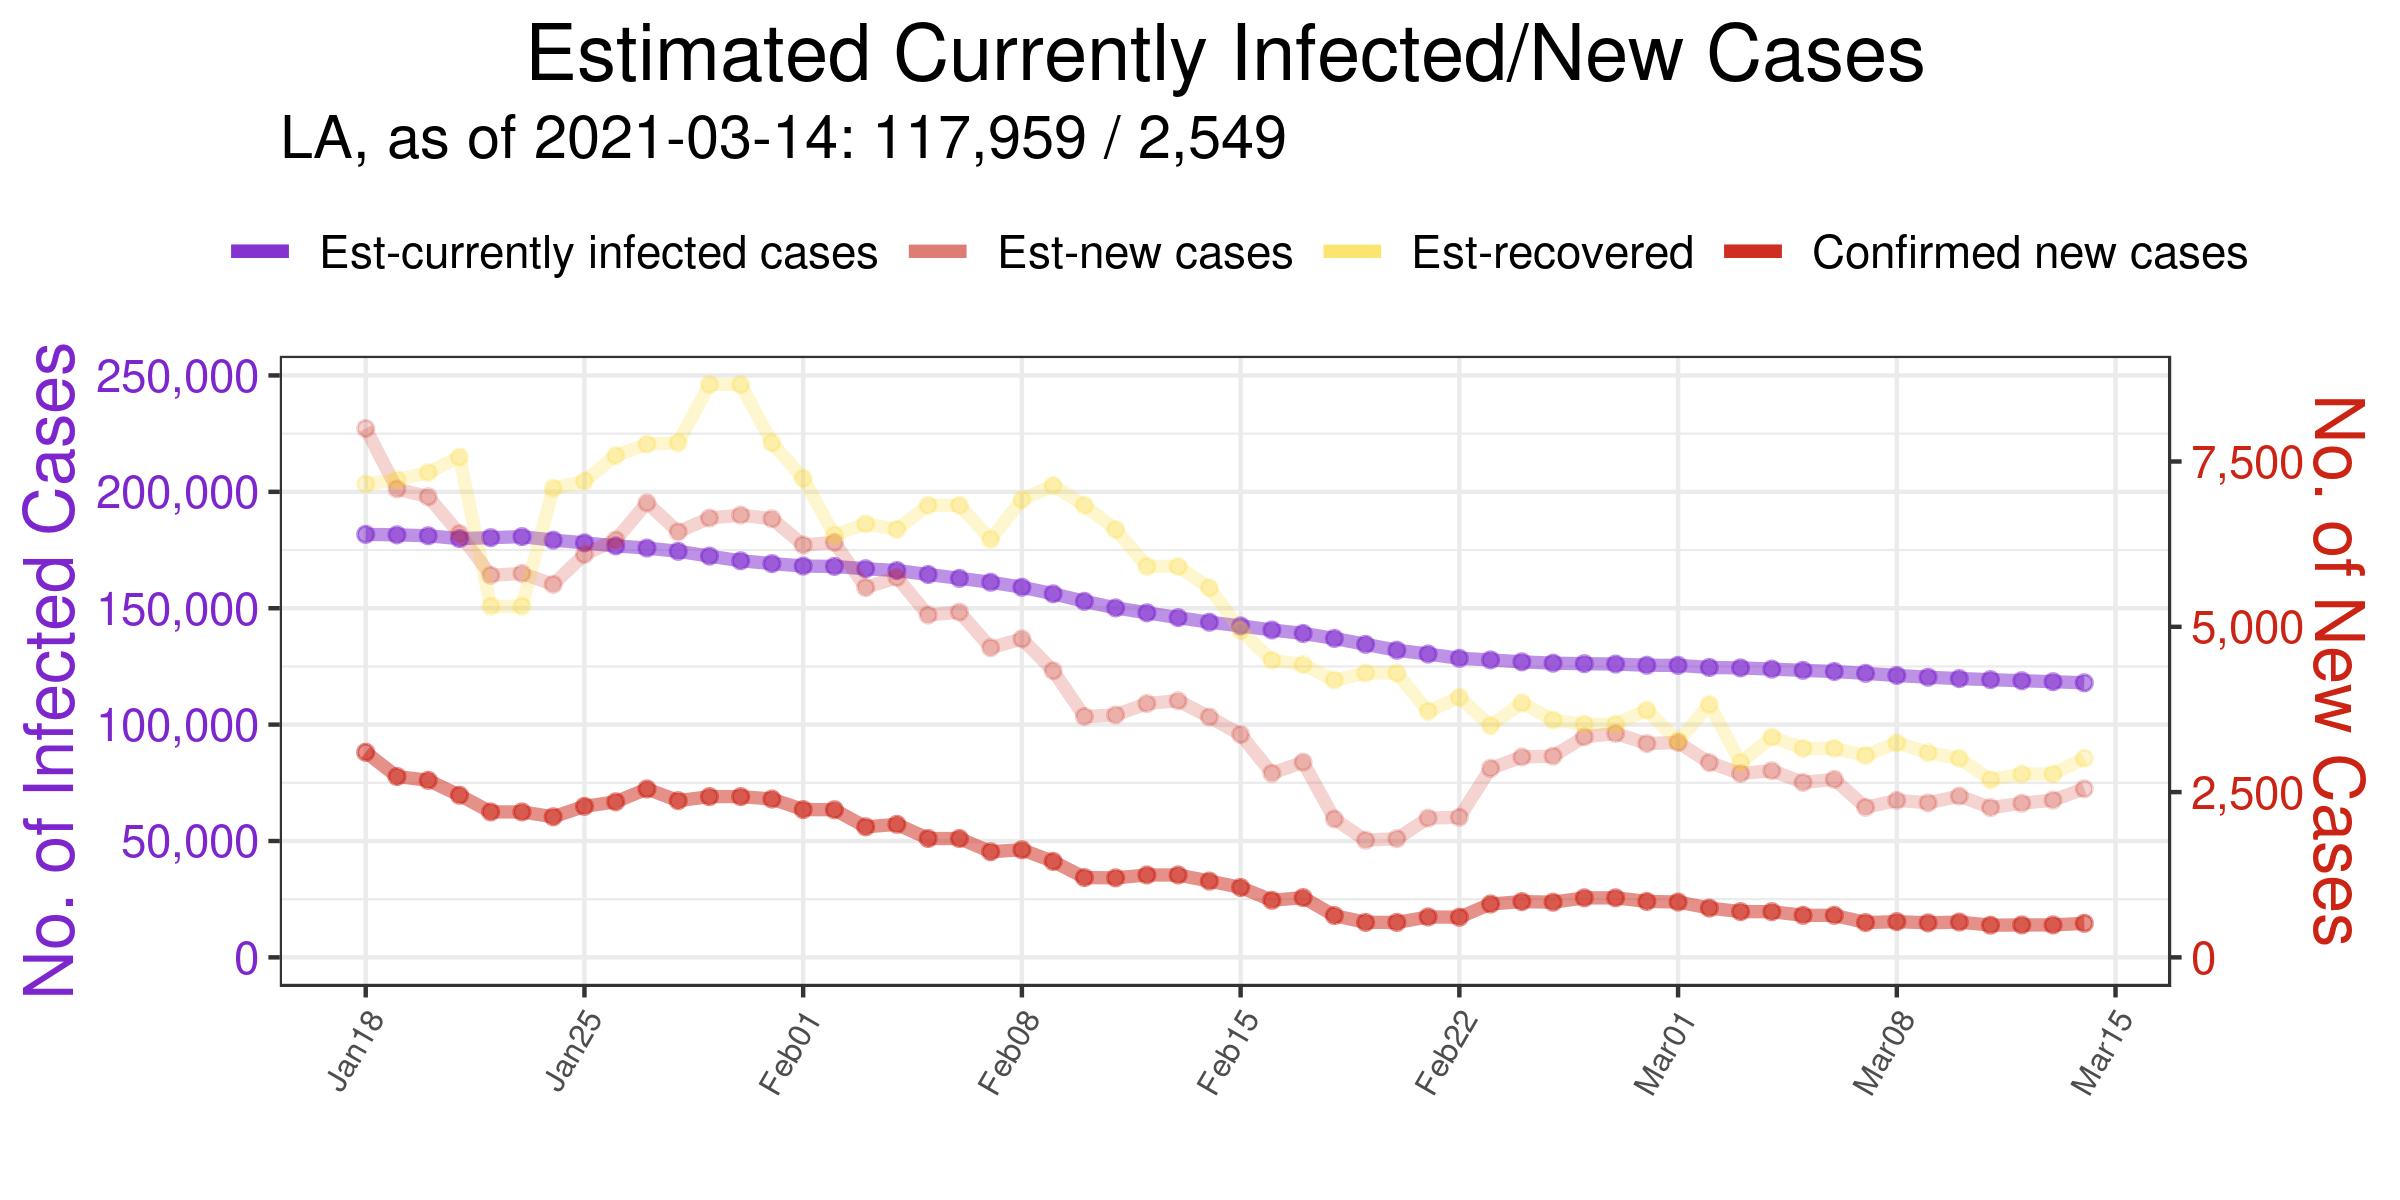 Estimated Currently Infected/New Cases
LA, as of 2021-03-14: 117,959 / 2,549
Est-currently infected cases Est-new cases Est-recovered Confirmed new cases
No. of Infected Cases
250,000
200,000
150,000
100,000
50,000
0
7,500
5,000
2,500
0
No. of New Cases
Jan18 Jan25 Feb01 Feb08 Feb15 Feb22 Mar01 Mar08 Mar15